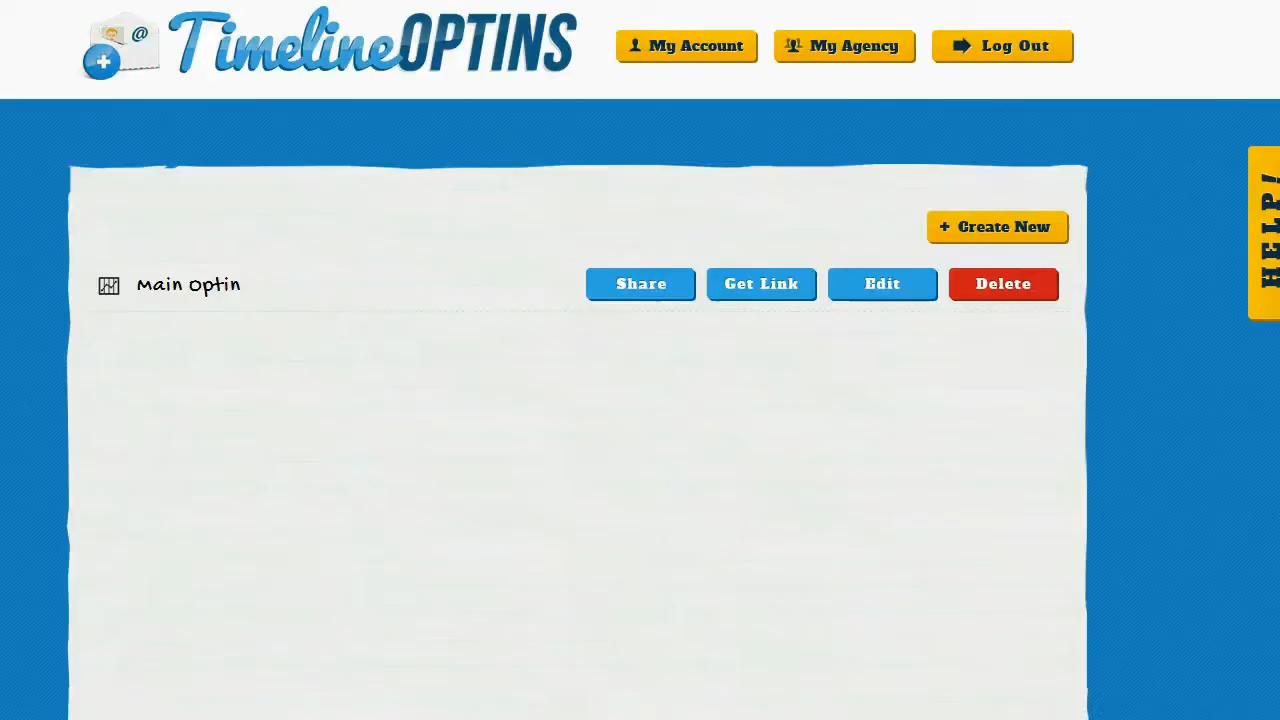 @
TimelineOPTINS
My Account
My Agency
Log Out
HELP!
+ Create New
Main Optin
Share
Get Link
Edit
Delete